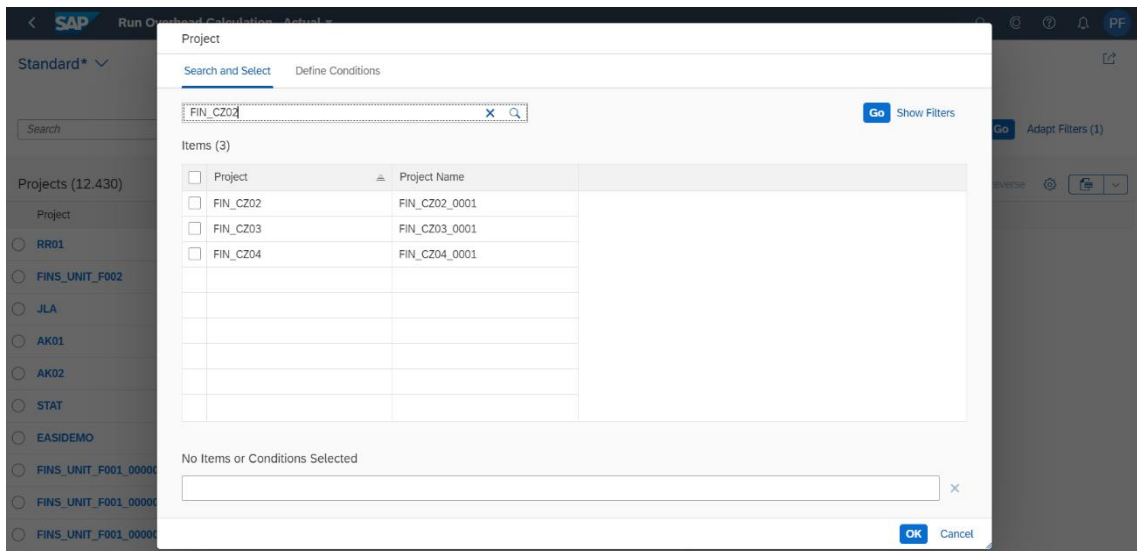 SAP Run Overhead Calculation - Actual
PF
Standard*
Search
Go Adapt Filters (1)
Projects (12.430)
Reverse
Project
RR01
FINS_UNIT_F002
JLA
AK01
AK02
STAT
EASIDEMO
FINS_UNIT_F001_0000
FINS_UNIT_F001_0000
FINS_UNIT_F001_0000
Project
Search and Select Define Conditions
FIN_CZ02
Go Show Filters
Items (3)
Project Project Name
FIN_CZ02 FIN_CZ02_0001
FIN_CZ03 FIN_CZ03_0001
FIN_CZ04 FIN_CZ04_0001
No Items or Conditions Selected
OK Cancel